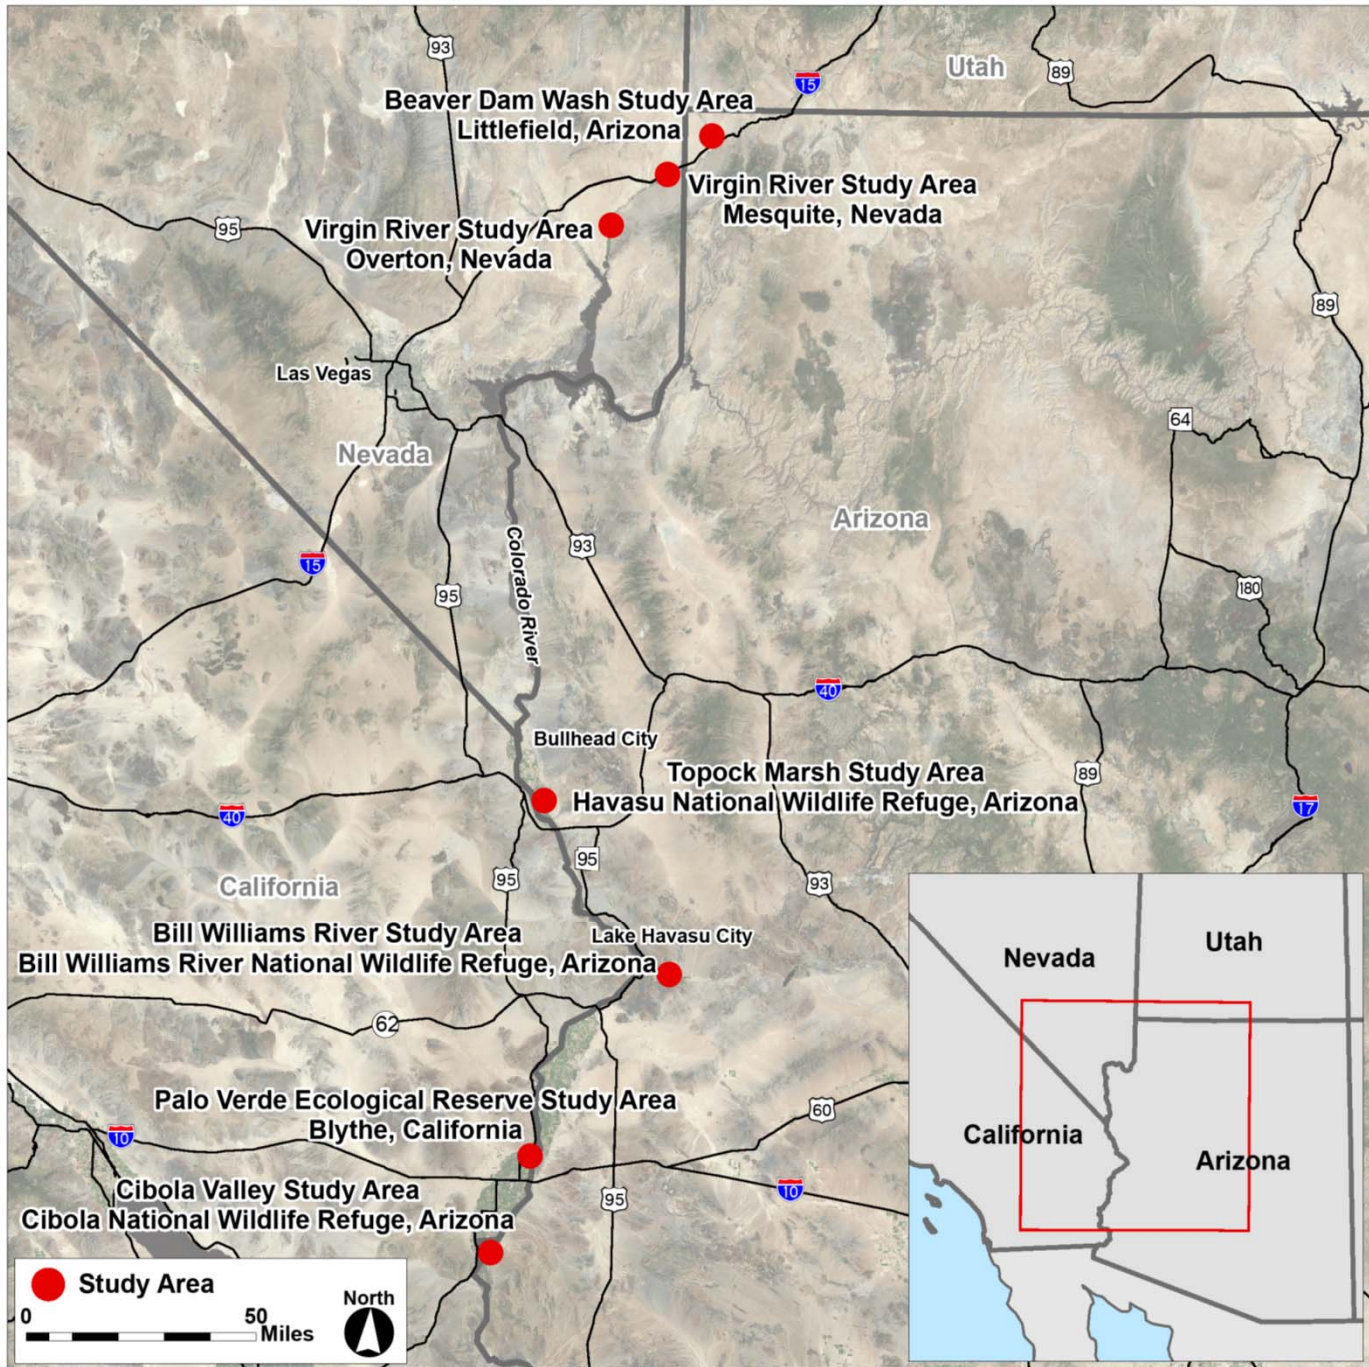 93
Utah
89
15
Beaver Dam Wash Study Area
Littlefield, Arizona
Virgin River Study Area
Mesquite, Nevada
95
Virgin River Study Area
Overton, Nevada
89
Las Vegas
64
Nevada
Arizona
Colorado River
93
15
95
180
40
Bullhead City
Topock Marsh Study Area
Havasu National Wildlife Refuge, Arizona
89
17
40
95
95
93
California
Bill Williams River Study Area
Bill Williams River National Wildlife Refuge, Arizona
Lake Havasu City
62
Palo Verde Ecological Reserve Study Area
Blythe, California
60
10
10
95
Cibola Valley Study Area
Cibola National Wildlife Refuge, Arizona
Nevada
Utah
California
Arizona
Study Area
0 50
Miles
North